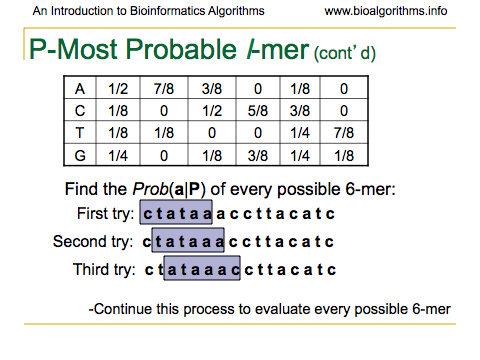 An Introduction to Bioinformatics Algorithms www.bioalgorithms.info
P-Most Probable l-mer (cont' d)
A 1/2 7/8 3/8 0 1/8 0
C 1/8 0 1/2 5/8 3/8 0
T 1/8 1/8 0 0 1/4 7/8
G 1/4 0 1/8 3/8 1/4 1/8
Find the Prob(a|P) of every possible 6-mer:
First try: c t a t a a a c c t t a c a t c
Second try: c t a t a a a c c t t a c a t c
Third try: c t a t a a a c c t t a c a t c
-Continue this process to evaluate every possible 6-mer